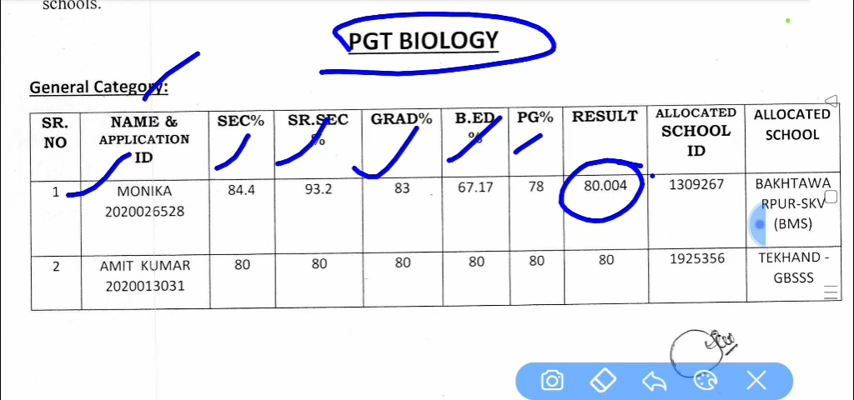 schools.
PGT BIOLOGY
General Category:
SR. NO NAME & APPLICATION ID SEC% SR.SEC % GRAD% B.ED % PG% RESULT ALLOCATED SCHOOL ID ALLOCATED SCHOOL
1 MONIKA 2020026528 84.4 93.2 83 67.17 78 80.004 1309267 BAKHTAWARPUR-SKV (BMS)
2 AMIT KUMAR 2020013031 80 80 80 80 80 80 1925356 TEKHAND - GBSSS